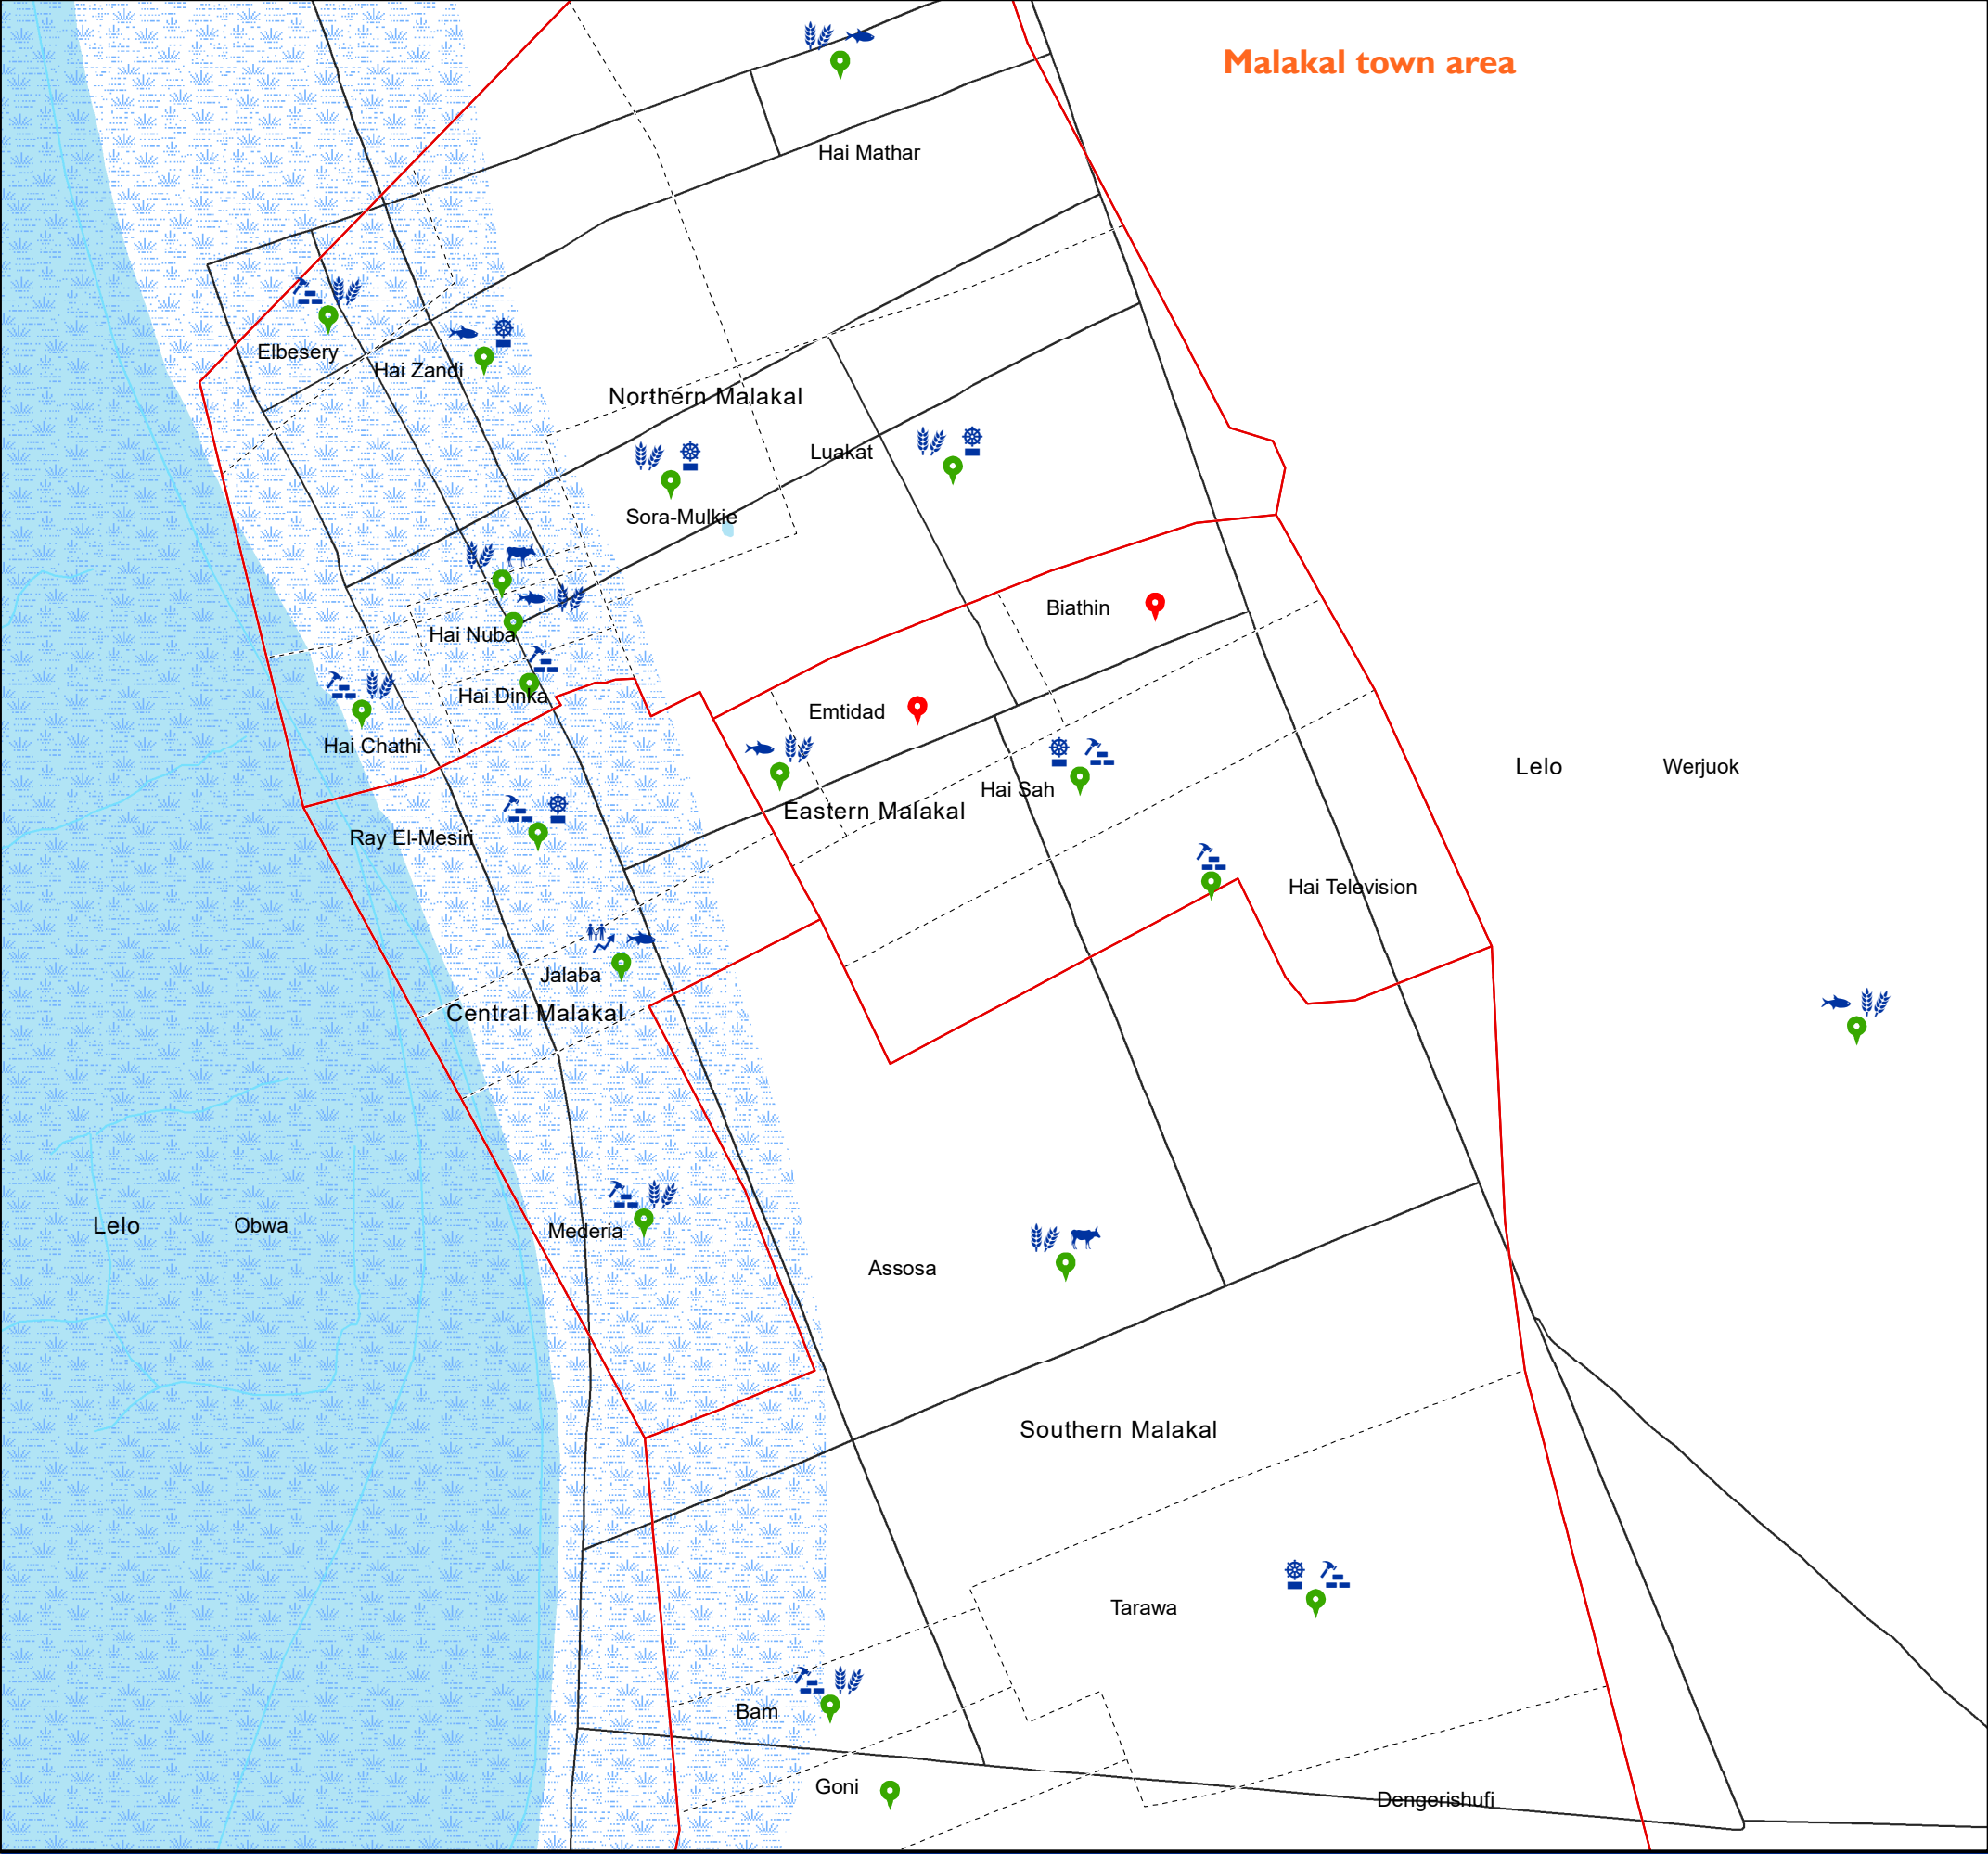 Malakal town area
Hai Mathar
Elbesery
Hai Zandi
Northern Malakal
Luakat
Sora-Mulkie
Biathin
Hai Nuba
Hai Dinka
Emtidad
Hai Chathi
Lelo
Werjuok
Hai Sah
Eastern Malakal
Ray El-Mesiri
Hai Television
Jalaba
Central Malakal
Lelo
Obwa
Mederia
Assosa
Southern Malakal
Tarawa
Bam
Goni
Dengerishufi